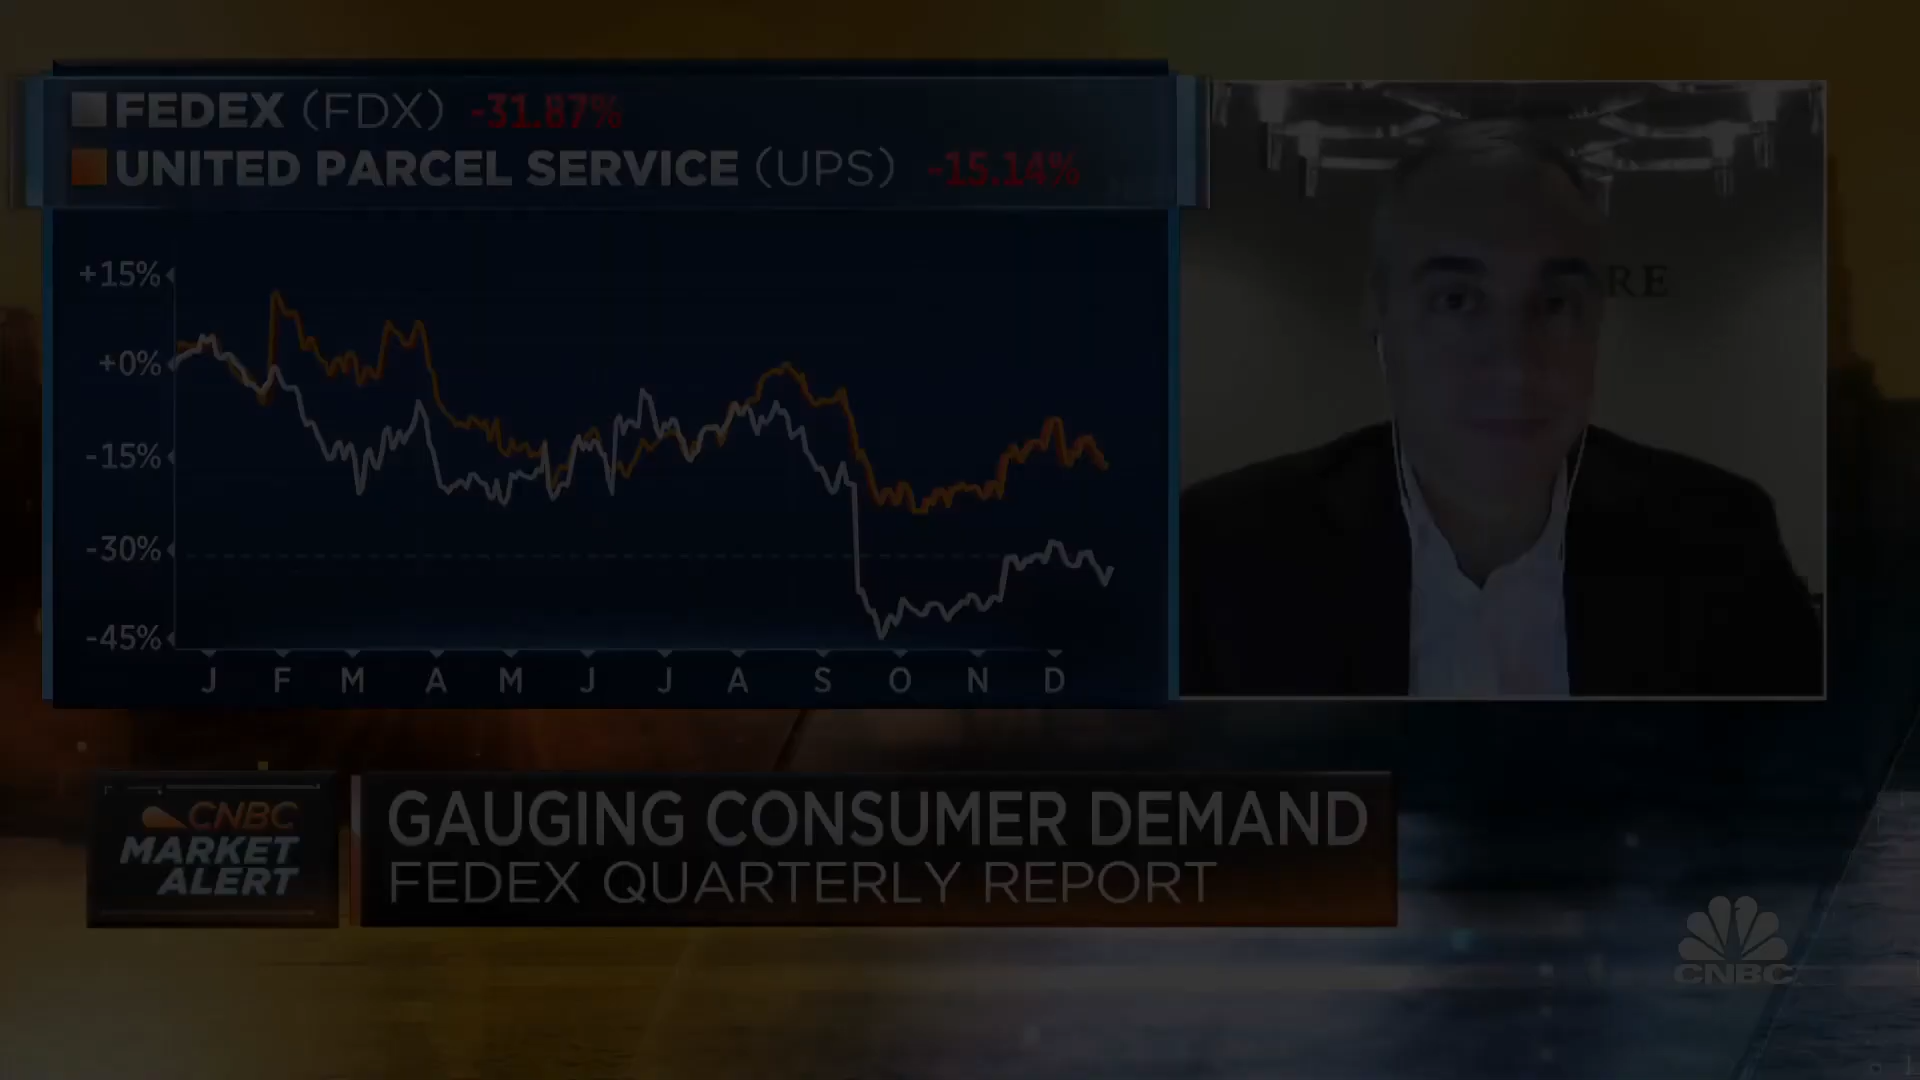 FEDEX (FDX) -31.87%
UNITED PARCEL SERVICE (UPS) -15.14%
+15%
+0%
-15%
-30%
-45%
J F M A M J J A S O N D
RE
CNBC
MARKET
ALERT
GAUGING CONSUMER DEMAND
FEDEX QUARTERLY REPORT
CNBC